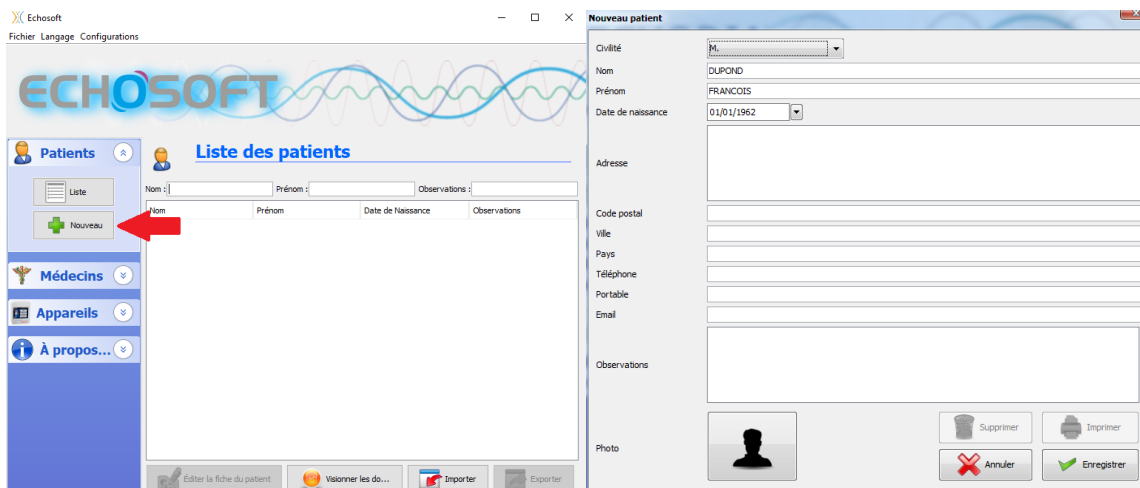 Echosoft
Fichier Langage Configurations
ECHOSOFT
Patients
Liste
Nouveau
Médecins
Appareils
À propos...
Liste des patients
Nom :
Prénom :
Observations :
Nom
Prénom
Date de Naissance
Observations
Éditer la fiche du patient
Visionner les do...
Importer
Exporter
Nouveau patient
Civilité
M.
Nom
DUPOND
Prénom
FRANCOIS
Date de naissance
01/01/1962
Adresse
Code postal
Ville
Pays
Téléphone
Portable
Email
Observations
Photo
Supprimer
Imprimer
Annuler
Enregistrer